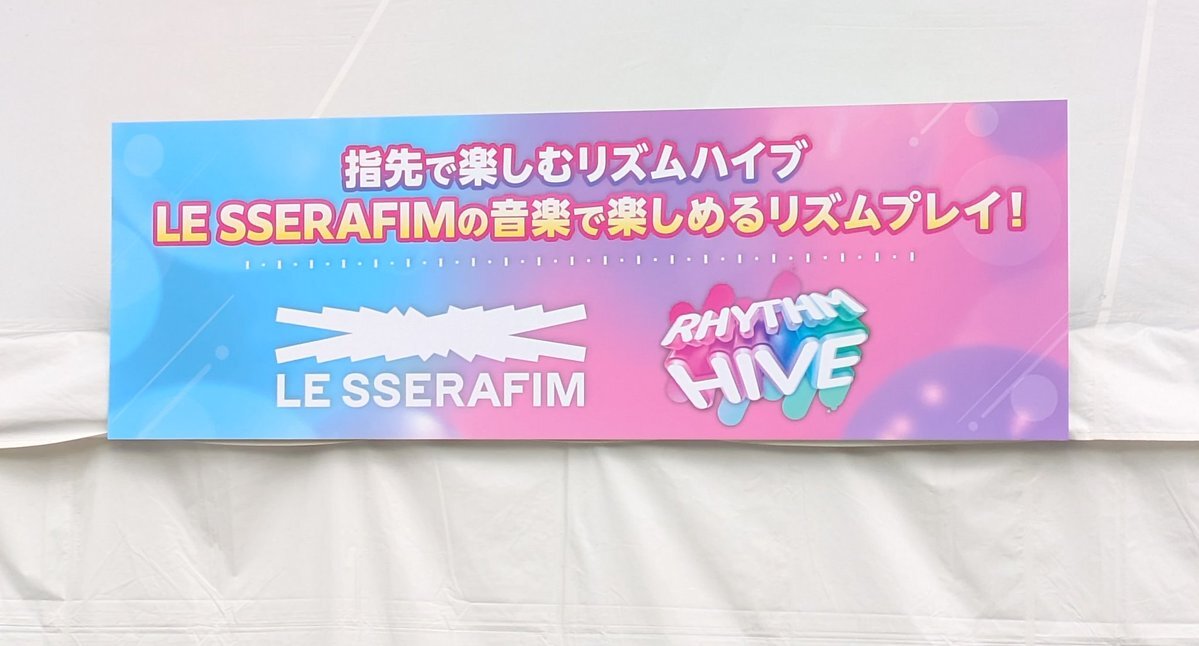 指先で楽しむリズムハイブ
LE SSERAFIMの音楽で楽しめるリズムプレイ！
LE SSERAFIM
RHYTHM
HIVE